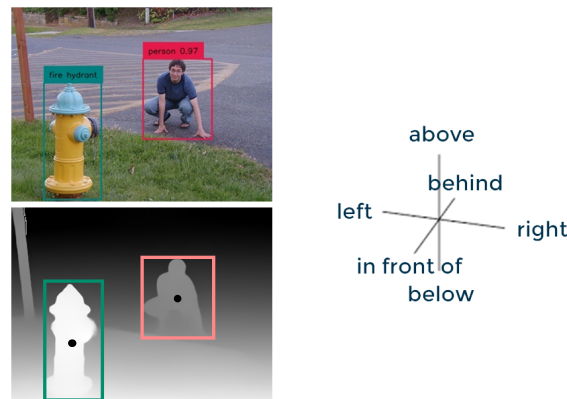 person 0.97
fire hydrant
above
behind
left
right
in front of
below